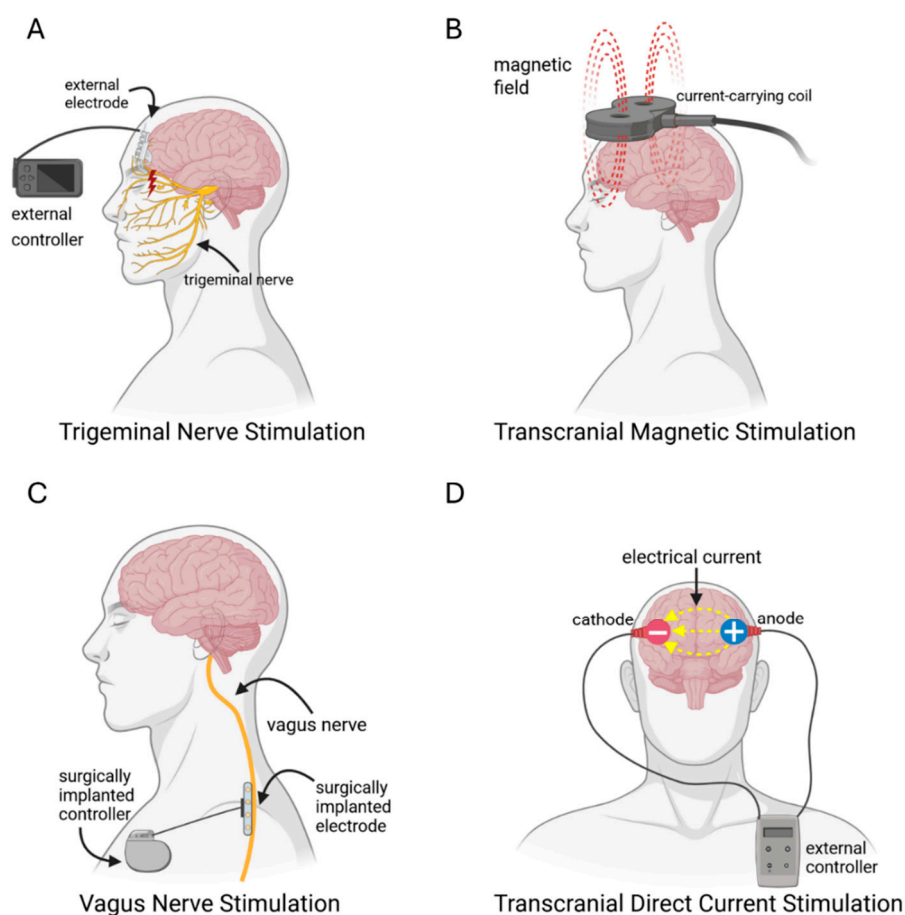 A
external
electrode
external
controller
trigeminal nerve
Trigeminal Nerve Stimulation
B
magnetic
field
current-carrying coil
Transcranial Magnetic Stimulation
C
vagus nerve
surgically
implanted
controller
surgically
implanted
electrode
Vagus Nerve Stimulation
D
electrical current
cathode
anode
−
+
external
controller
Transcranial Direct Current Stimulation